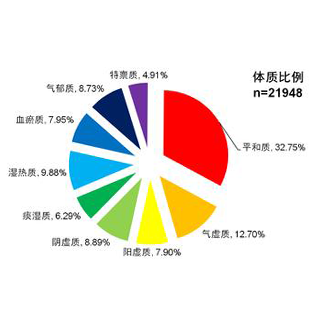 特禀质, 4.91%
气郁质, 8.73%
体质比例
n=21948
血瘀质, 7.95%
平和质, 32.75%
湿热质, 9.88%
痰湿质, 6.29%
气虚质, 12.70%
阴虚质, 8.89%
阳虚质, 7.90%